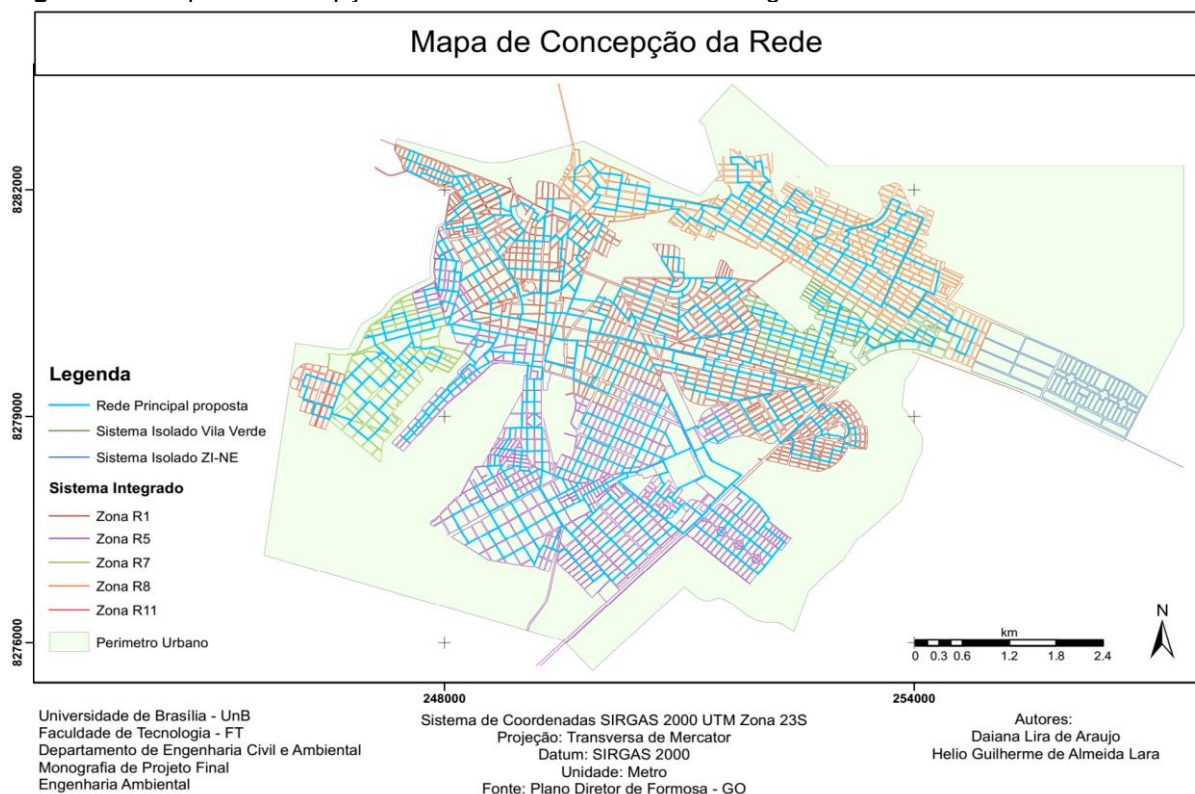 Mapa de Concepção da Rede
8282000
8279000
8276000
Legenda
Rede Principal proposta
Sistema Isolado Vila Verde
Sistema Isolado ZI-NE
Sistema Integrado
Zona R1
Zona R5
Zona R7
Zona R8
Zona R11
Perimetro Urbano
N
km
0 0.3 0.6 1.2 1.8 2.4
248000
254000
Universidade de Brasília - UnB
Faculdade de Tecnologia - FT
Departamento de Engenharia Civil e Ambiental
Monografia de Projeto Final
Engenharia Ambiental
Sistema de Coordenadas SIRGAS 2000 UTM Zona 23S
Projeção: Transversa de Mercator
Datum: SIRGAS 2000
Unidade: Metro
Fonte: Plano Diretor de Formosa - GO
Autores:
Daiana Lira de Araujo
Helio Guilherme de Almeida Lara